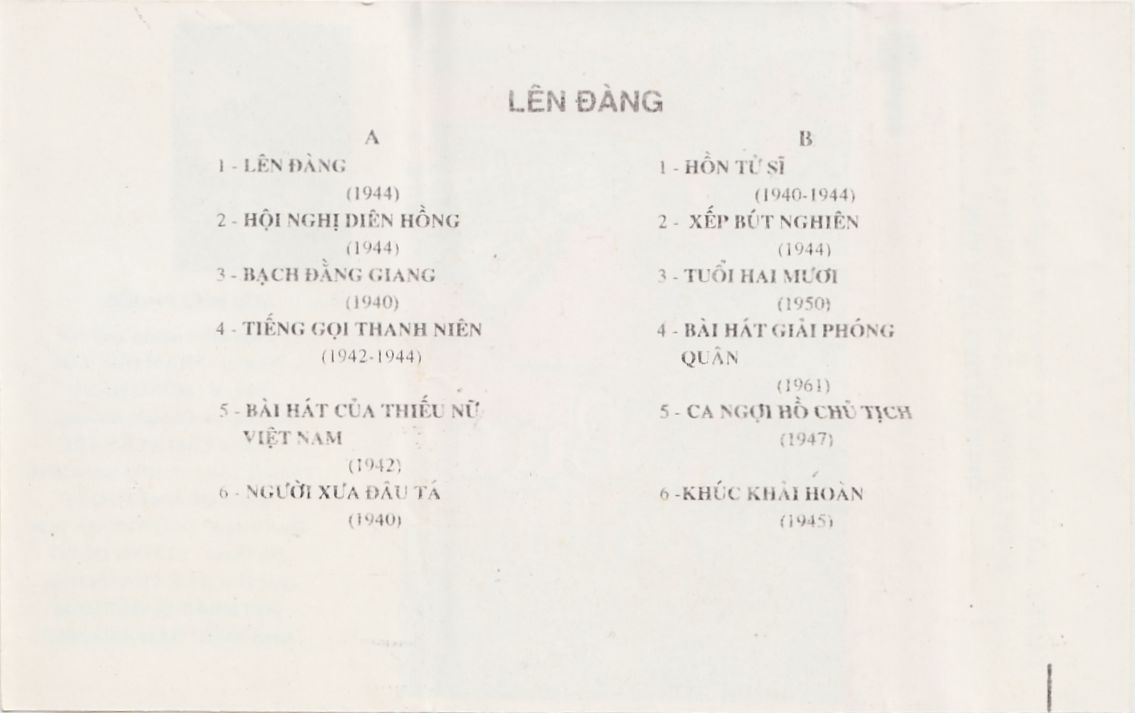 LÊN ĐÀNG
A
1 - LÊN ĐÀNG
(1944)
2 - HỘI NGHỊ DIÊN HỒNG
(1944)
3 - BẠCH ĐẰNG GIANG
(1940)
4 - TIẾNG GỌI THANH NIÊN
(1942-1944)
5 - BÀI HÁT CỦA THIẾU NỮ
VIỆT NAM
(1942)
6 - NGƯỜI XƯA ĐÂU TÁ
(1940)
B
1 - HỒN TỬ SĨ
(1940-1944)
2 - XẾP BÚT NGHIÊN
(1944)
3 - TUỔI HAI MƯƠI
(1950)
4 - BÀI HÁT GIẢI PHÓNG
QUÂN
(1961)
5 - CA NGỢI HỒ CHỦ TỊCH
(1947)
6 -KHÚC KHẢI HOÀN
(1945)